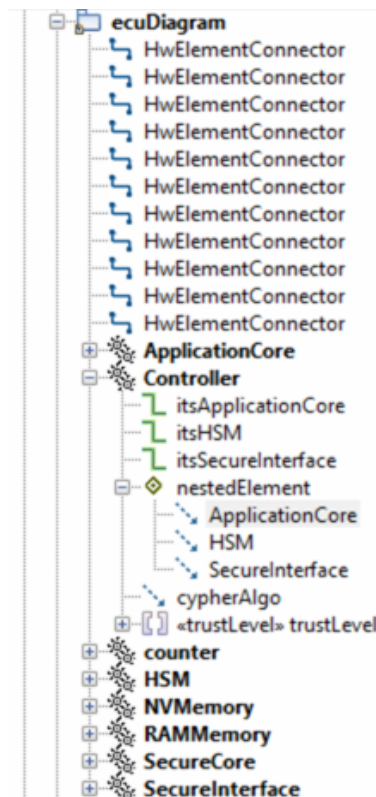 ecuDiagram
HwElementConnector
HwElementConnector
HwElementConnector
HwElementConnector
HwElementConnector
HwElementConnector
HwElementConnector
HwElementConnector
HwElementConnector
HwElementConnector
HwElementConnector
ApplicationCore
Controller
itsApplicationCore
itsHSM
itsSecureInterface
nestedElement
ApplicationCore
HSM
SecureInterface
cypherAlgo
«trustLevel» trustLevel
counter
HSM
NVMemory
RAMMemory
SecureCore
SecureInterface